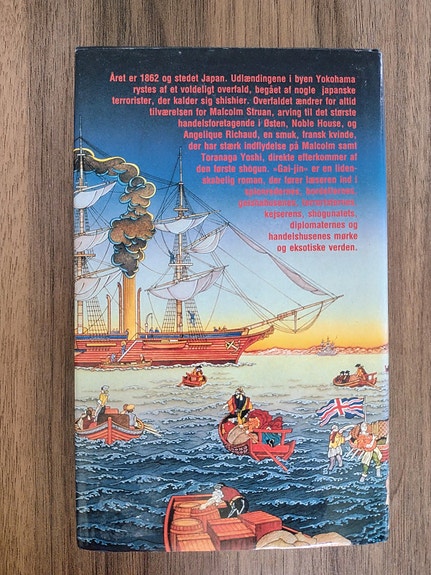 Året er 1862 og stedet Japan. Udlændingene i byen Yokohama
rystes af et voldeligt overfald, begået af nogle japanske
terrorister, der kalder sig shishier. Overfaldet ændrer for altid
tilværelsen for Malcolm Struan, arving til det største
handelsforetagende i Østen, Noble House, og
Angelique Richaud, en smuk, fransk kvinde,
der har stærk indflydelse på Malcolm samt
Toranaga Yoshi, direkte efterkommer af
den første shōgun. »Gai-jin« er en liden-
skabelig roman, der fører læseren ind i
kejserens, shogunatets,
diplomaternes og
handelshusenes mørke
og eksotiske verden.